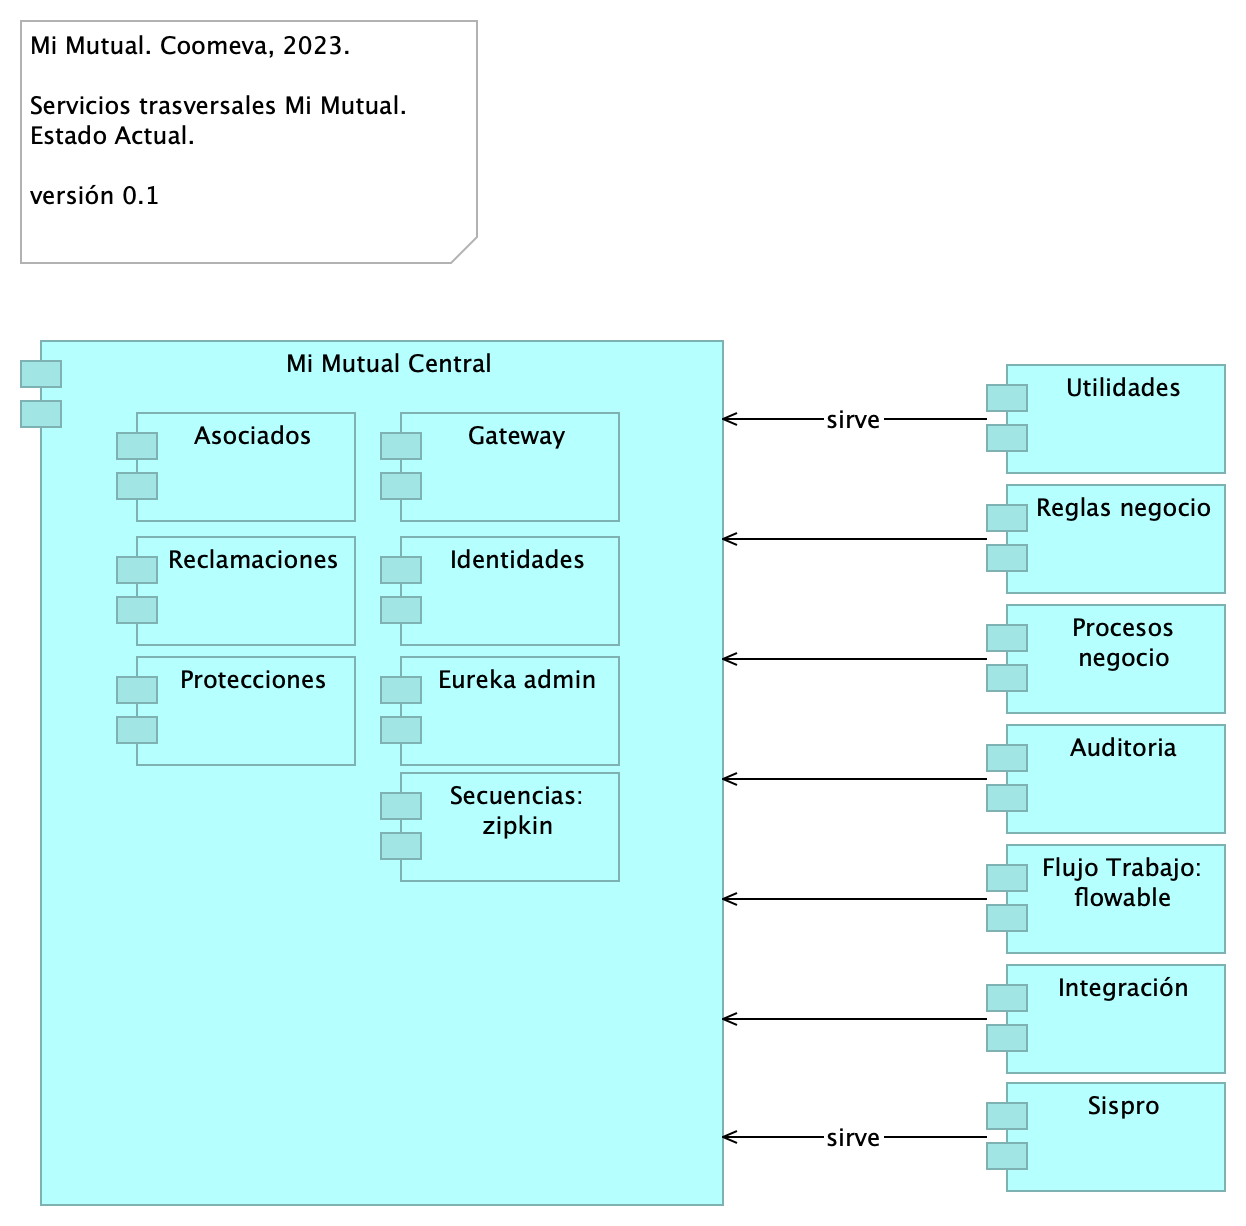 Mi Mutual. Coomeva, 2023.
Servicios trasversales Mi Mutual.
Estado Actual.
versión 0.1
Mi Mutual Central
Asociados
Gateway
Reclamaciones
Identidades
Protecciones
Eureka admin
Secuencias:
zipkin
sirve
Utilidades
Reglas negocio
Procesos
negocio
Auditoria
Flujo Trabajo:
flowable
Integración
sirve
Sispro